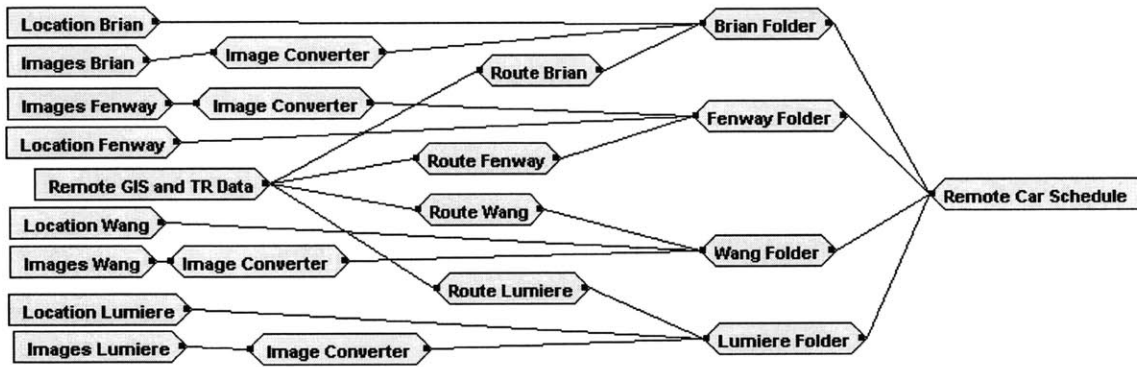 Location Brian
Images Brian
Image Converter
Route Brian
Brian Folder
Images Fenway
Image Converter
Location Fenway
Route Fenway
Fenway Folder
Remote GIS and TR Data
Route Wang
Remote Car Schedule
Location Wang
Images Wang
Image Converter
Wang Folder
Route Lumiere
Location Lumiere
Images Lumiere
Image Converter
Lumiere Folder